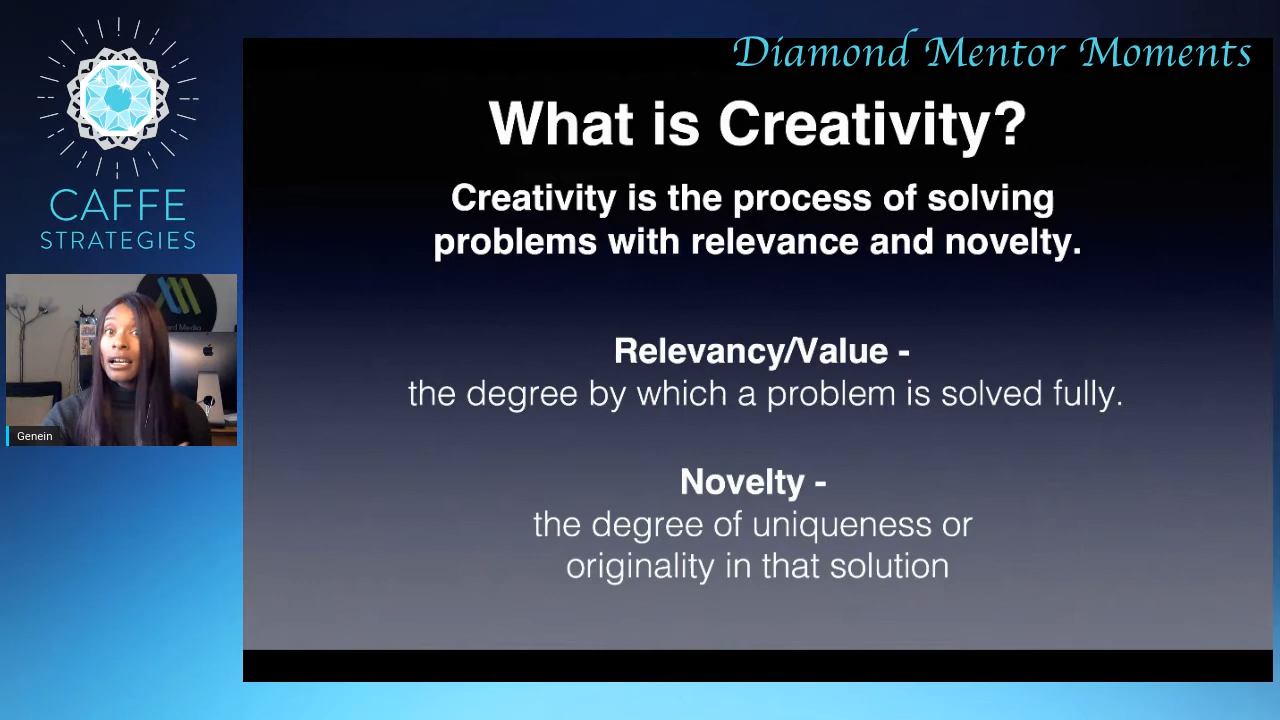 Diamond Mentor Moments
CAFFE
STRATEGIES
What is Creativity?
Creativity is the process of solving
problems with relevance and novelty.
Relevancy/Value -
the degree by which a problem is solved fully.
Novelty -
the degree of uniqueness or
originality in that solution
Media
Genein